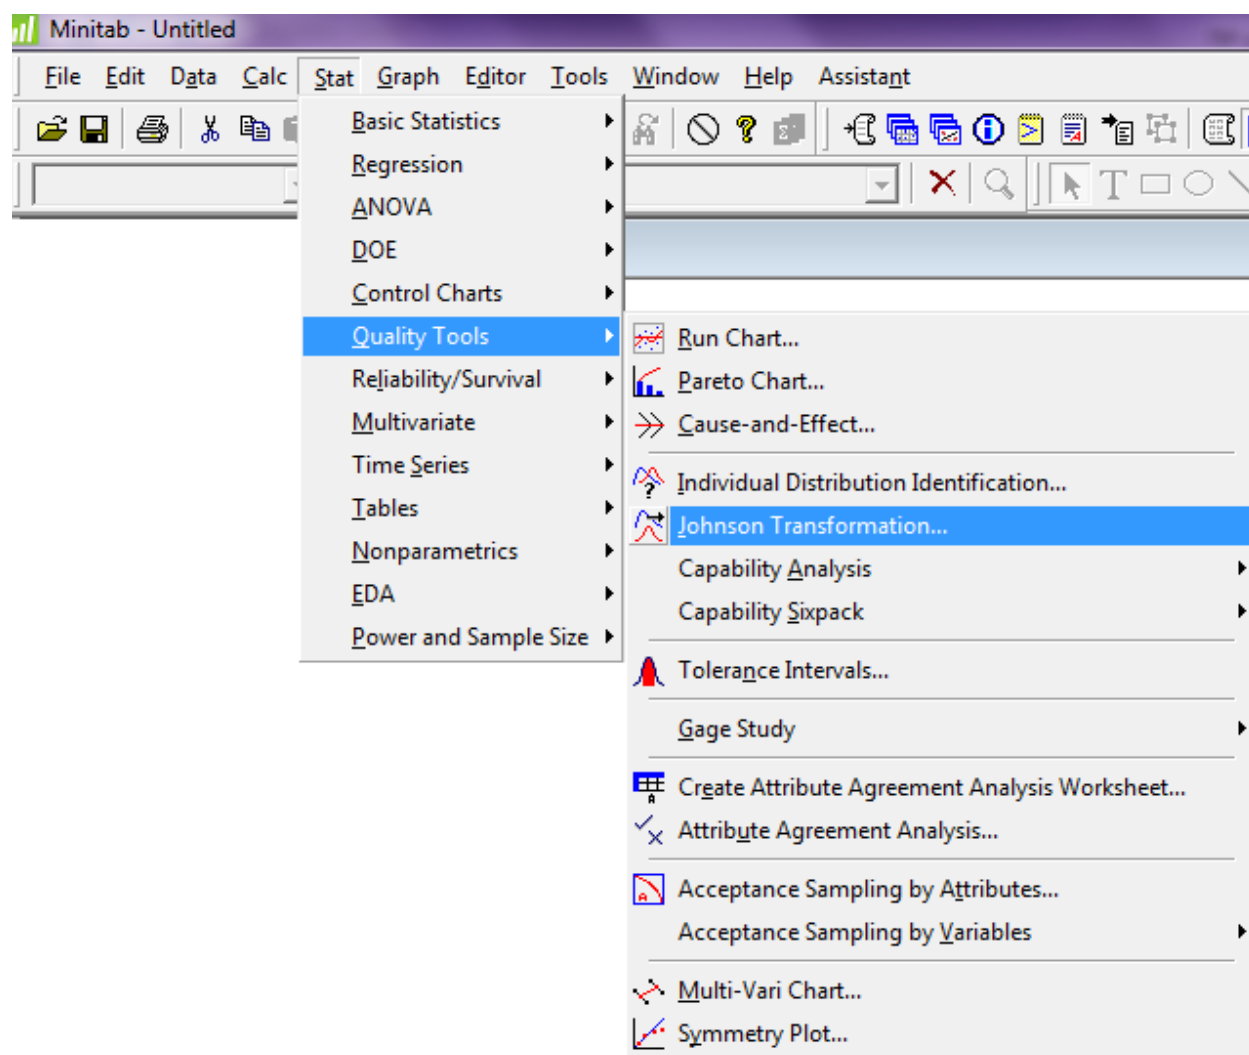 Minitab - Untitled
File Edit Data Calc Stat Graph Editor Tools Window Help Assistant
Basic Statistics
Regression
ANOVA
DOE
Control Charts
Quality Tools
Reliability/Survival
Multivariate
Time Series
Tables
Nonparametrics
EDA
Power and Sample Size
Run Chart...
Pareto Chart...
Cause-and-Effect...
Individual Distribution Identification...
Johnson Transformation...
Capability Analysis
Capability Sixpack
Tolerance Intervals...
Gage Study
Create Attribute Agreement Analysis Worksheet...
Attribute Agreement Analysis...
Acceptance Sampling by Attributes...
Acceptance Sampling by Variables
Multi-Vari Chart...
Symmetry Plot...